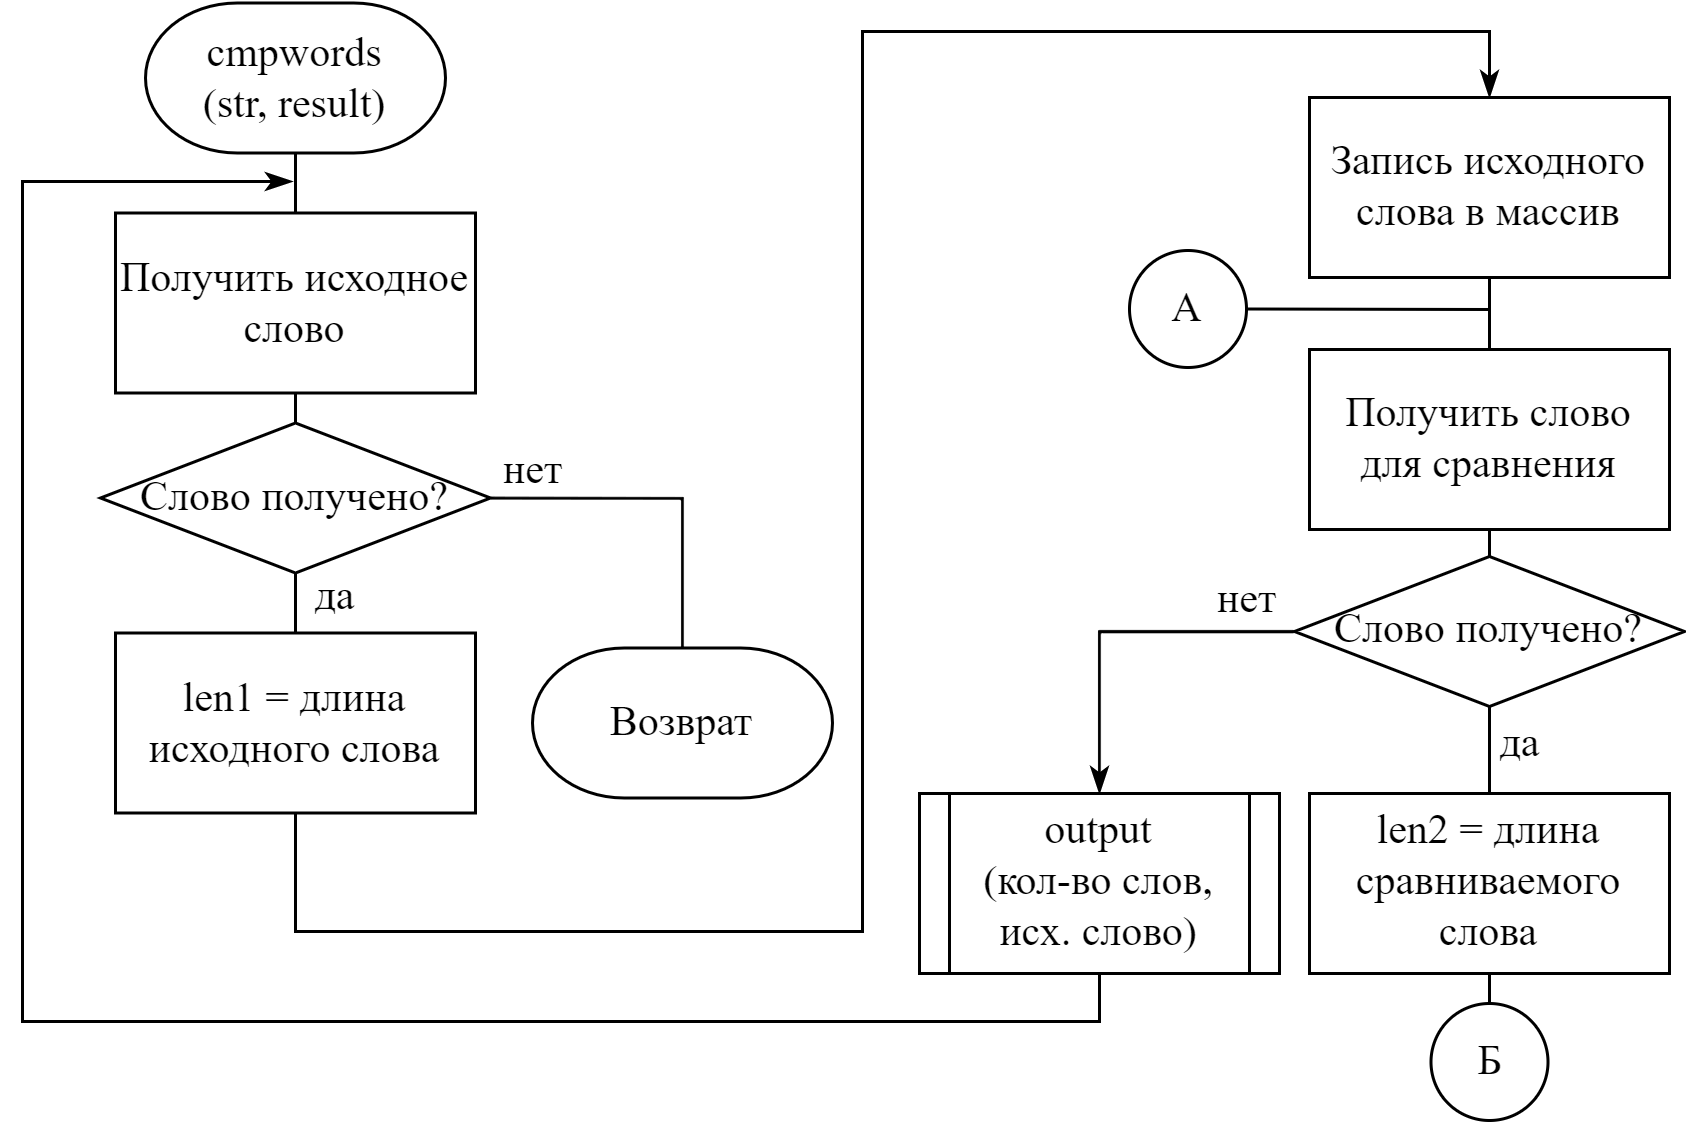 cmpwords
(str, result)
Получить исходное
слово
Слово получено?
нет
да
len1 = длина
исходного слова
Возврат
Запись исходного
слова в массив
А
Получить слово
для сравнения
Слово получено?
нет
да
output
(кол-во слов,
исх. слово)
len2 = длина
сравниваемого
слова
Б